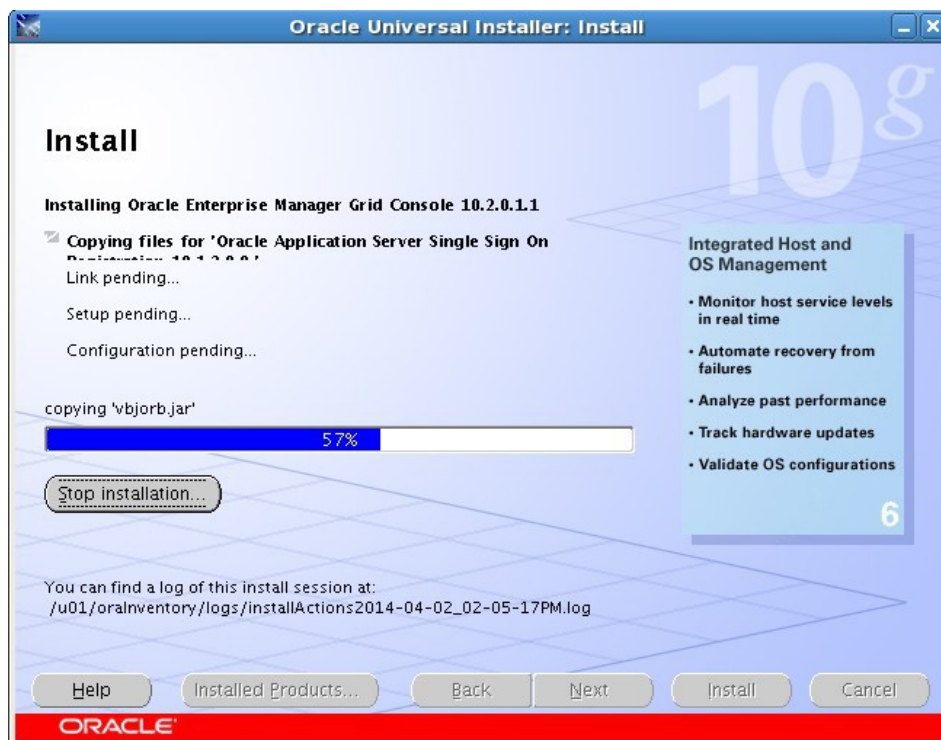 Oracle Universal Installer: Install
10g
Install
Installing Oracle Enterprise Manager Grid Console 10.2.0.1.1
Copying files for 'Oracle Application Server Single Sign On
Link pending...
Setup pending...
Configuration pending...
copying 'vbjorb.jar'
57%
Stop installation...
Integrated Host and
OS Management
• Monitor host service levels
in real time
• Automate recovery from
failures
• Analyze past performance
• Track hardware updates
• Validate OS configurations
6
You can find a log of this install session at:
/u01/oraInventory/logs/installActions2014-04-02_02-05-17PM.log
Help
Installed Products...
Back
Next
Install
Cancel
ORACLE